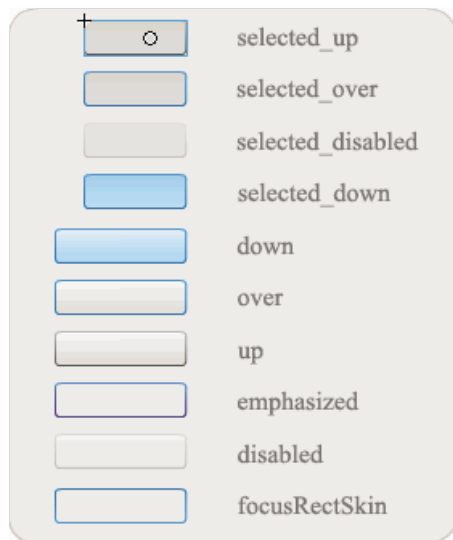 selected_up
selected_over
selected_disabled
selected_down
down
over
up
emphasized
disabled
focusRectSkin